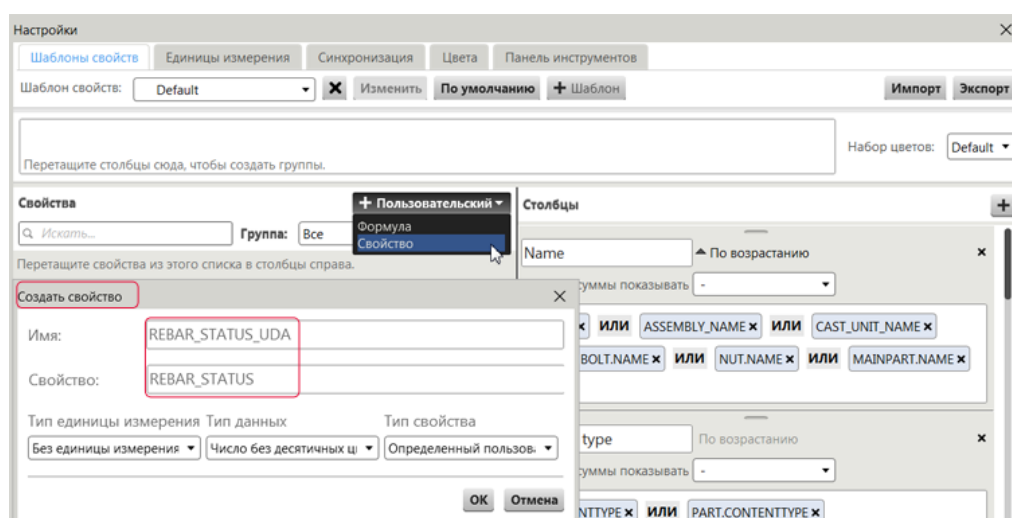 Настройки
Шаблоны свойств Единицы измерения Синхронизация Цвета Панель инструментов
Шаблон свойств: Default Изменить По умолчанию + Шаблон Импорт Экспорт
Перетащите столбцы сюда, чтобы создать группы.
Набор цветов: Default
Свойства + Пользовательский
Искать... Группа: Все
Формула
Свойство
Перетащите свойства из этого списка в столбцы справа.
Создать свойство
Имя: REBAR_STATUS_UDA
Свойство: REBAR_STATUS
Тип единицы измерения Тип данных Тип свойства
Без единицы измерения Число без десятичных ц Определенный пользов.
ОК Отмена
Столбцы +
Name По возрастанию
суммы показывать -
ИЛИ ASSEMBLY_NAME ИЛИ CAST_UNIT_NAME
BOLT.NAME ИЛИ NUT.NAME ИЛИ MAINPART.NAME
type По возрастанию
суммы показывать -
NTTYPE ИЛИ PART.CONTENTTYPE